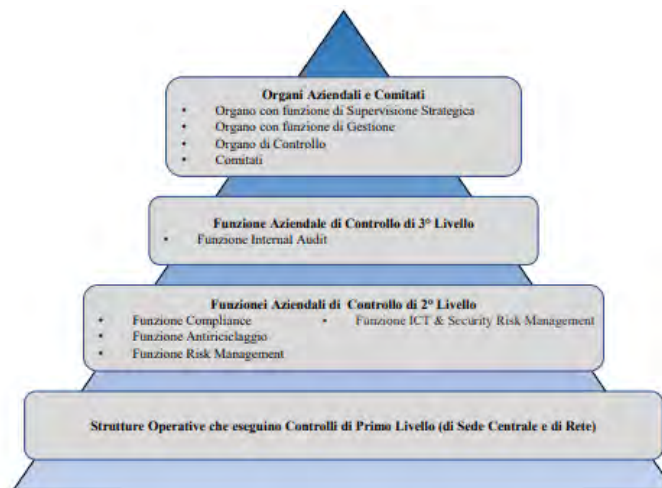 Organi Aziendali e Comitati
• Organo con funzione di Supervisione Strategica
• Organo con funzione di Gestione
• Organo di Controllo
• Comitati
Funzione Aziendale di Controllo di 3° Livello
• Funzione Internal Audit
Funzionei Aziendali di Controllo di 2° Livello
• Funzione Compliance
• Funzione Antiriciclaggio
• Funzione Risk Management
• Funzione ICT & Security Risk Management
Strutture Operative che eseguino Controlli di Primo Livello (di Sede Centrale e di Rete)